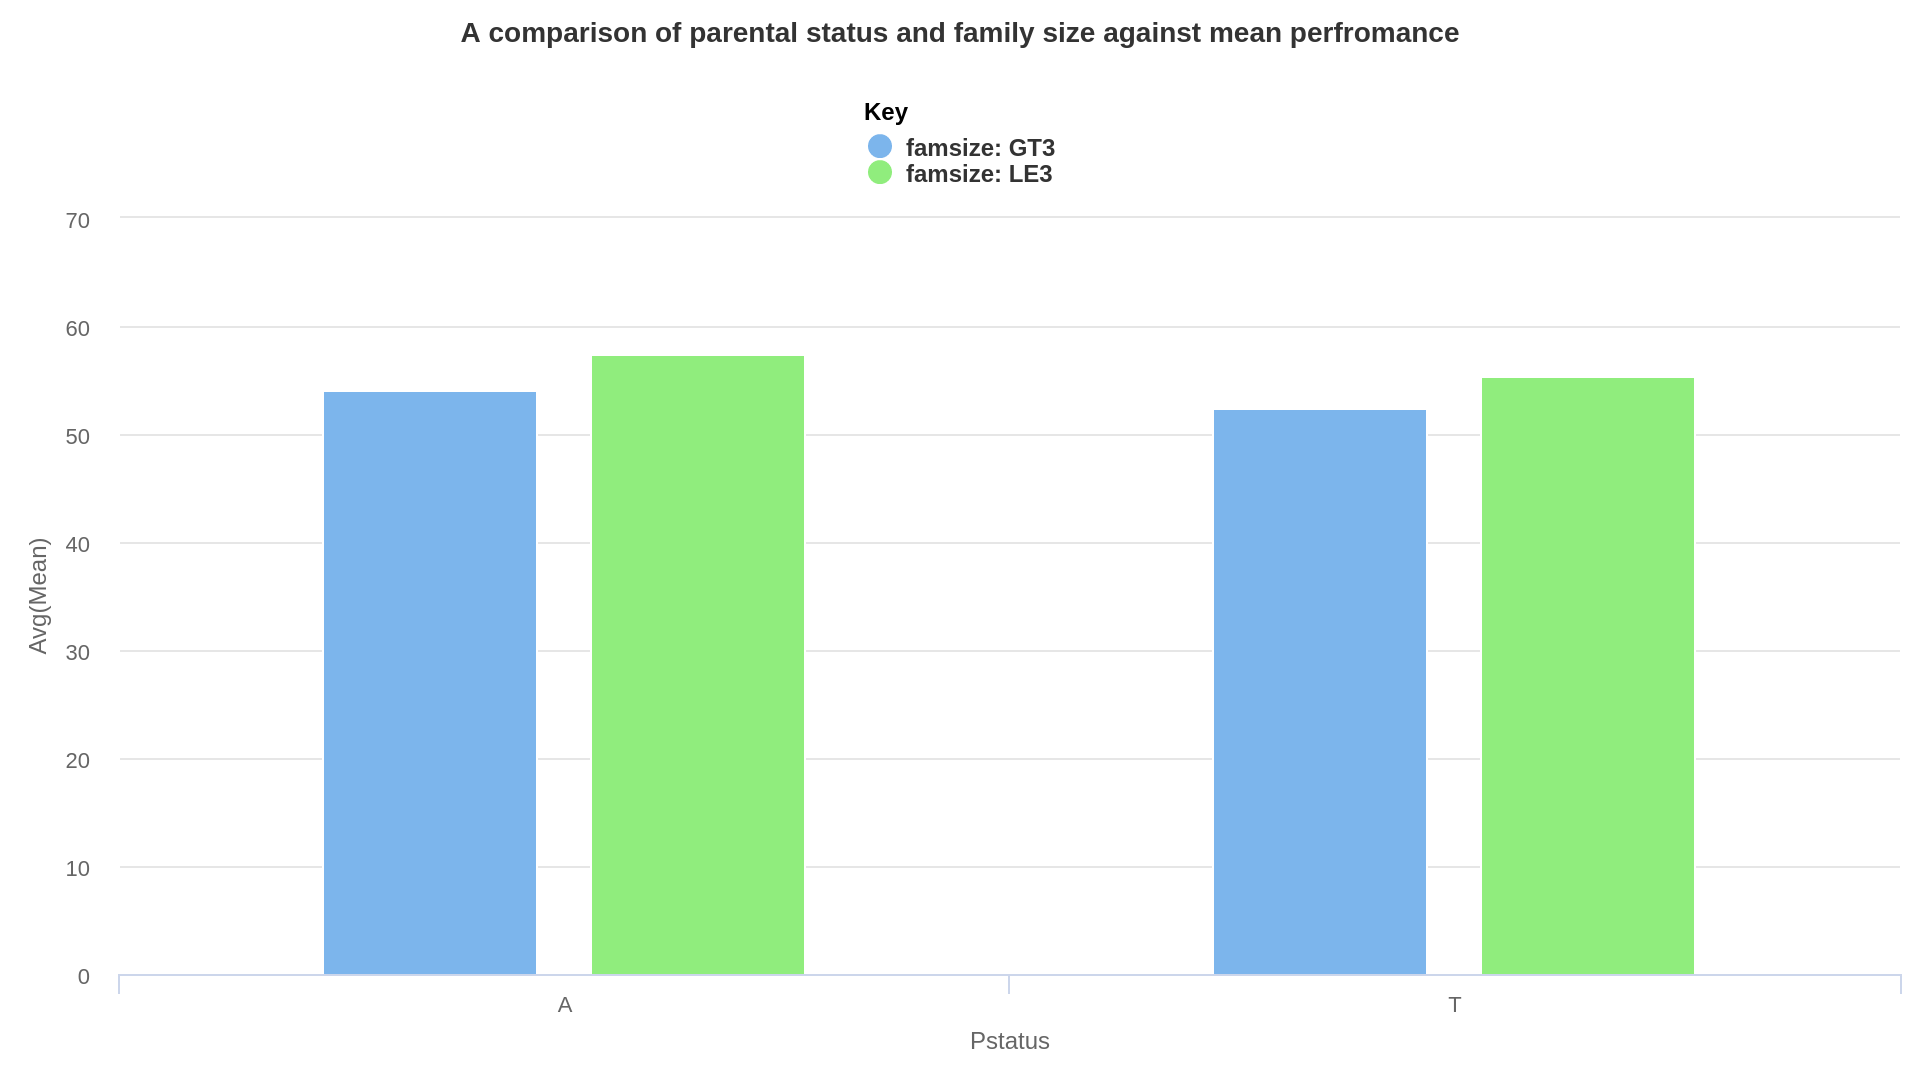 A comparison of parental status and family size against mean perfromance
Key
famsize: GT3
famsize: LE3
70
60
50
40
30
20
10
0
Avg(Mean)
A
T
Pstatus